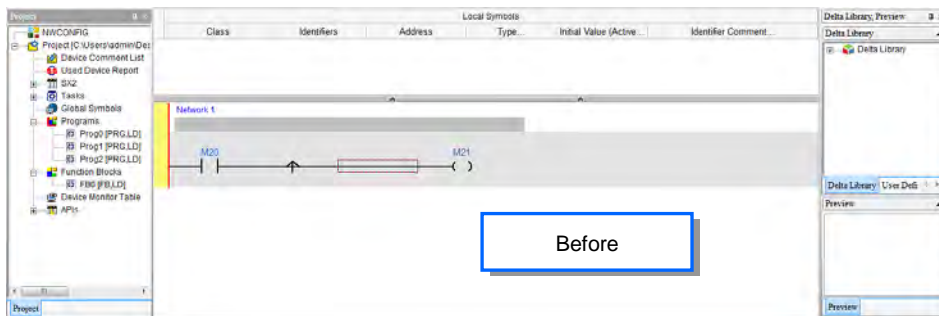 Project
NWCONFIG
Project [C:\Users\admin\Des
Device Comment List
Used Device Report
SX2
Tasks
Global Symbols
Programs
Prog0 [PRG,LD]
Prog1 [PRG,LD]
Prog2 [PRG,LD]
Function Blocks
FB0 [FB,LD]
Device Monitor Table
APIs
Project
Local Symbols
Class Identifiers Address Type... Initial Value (Active... Identifier Comment...
Network 1
M20 M21
Before
Delta Library, Preview
Delta Library
Delta Library
Delta Library User Defi
Preview
Preview